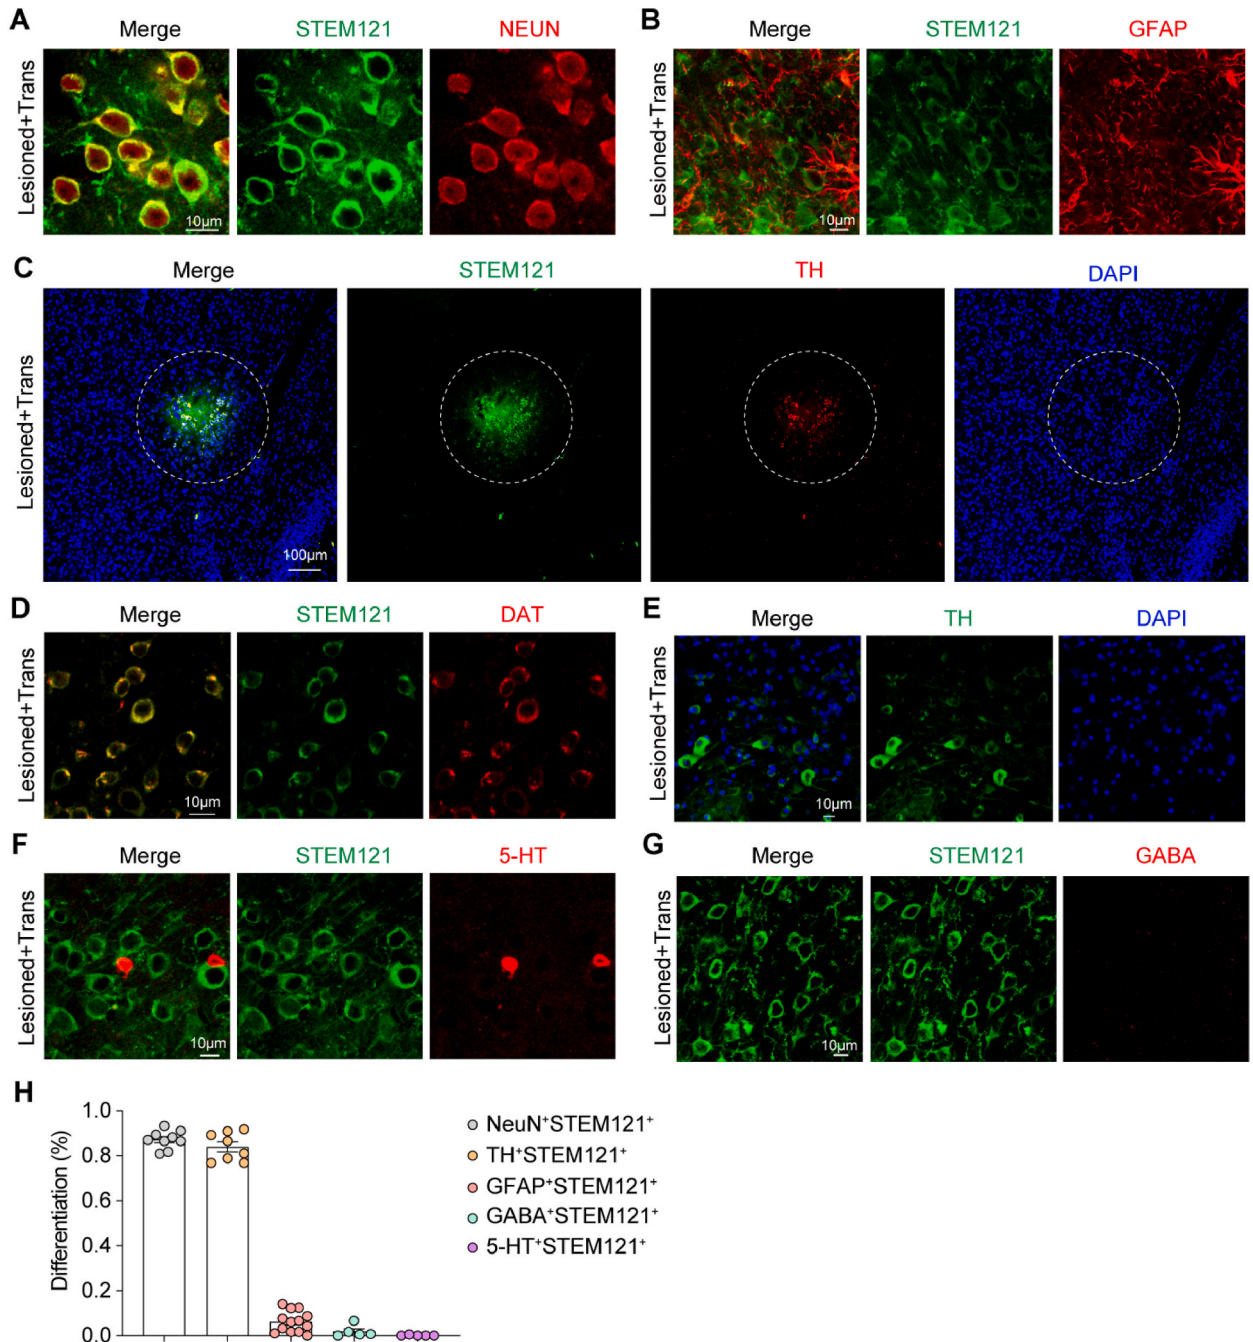 A
Merge STEM121 NEUN
Lesioned+Trans
10μm
B
Merge STEM121 GFAP
Lesioned+Trans
10μm
C
Merge STEM121 TH DAPI
Lesioned+Trans
100μm
D
Merge STEM121 DAT
Lesioned+Trans
10μm
E
Merge TH DAPI
Lesioned+Trans
10μm
F
Merge STEM121 5-HT
Lesioned+Trans
10μm
G
Merge STEM121 GABA
Lesioned+Trans
10μm
H
Differentiation (%)
1.0
0.8
0.6
0.4
0.2
0.0
NeuN⁺STEM121⁺
TH⁺STEM121⁺
GFAP⁺STEM121⁺
GABA⁺STEM121⁺
5-HT⁺STEM121⁺